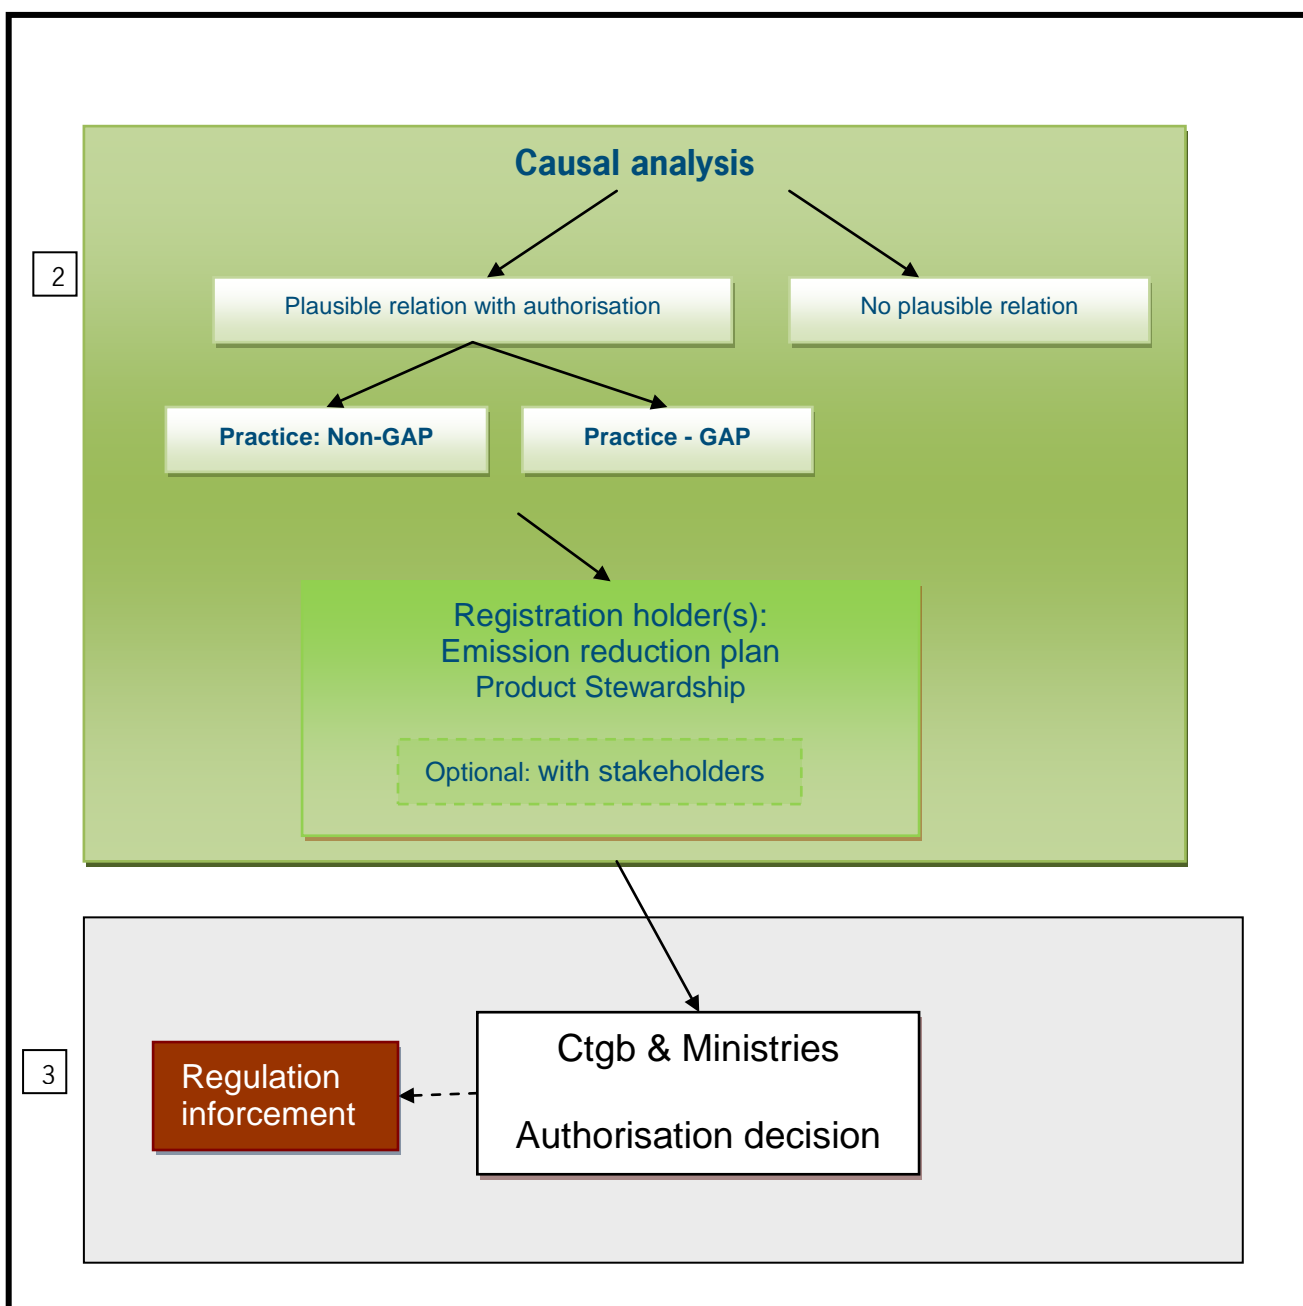 Causal analysis
2
Plausible relation with authorisation
No plausible relation
Practice: Non-GAP
Practice - GAP
Registration holder(s):
Emission reduction plan
Product Stewardship
Optional: with stakeholders
3
Ctgb & Ministries
Regulation
inforcement
Authorisation decision